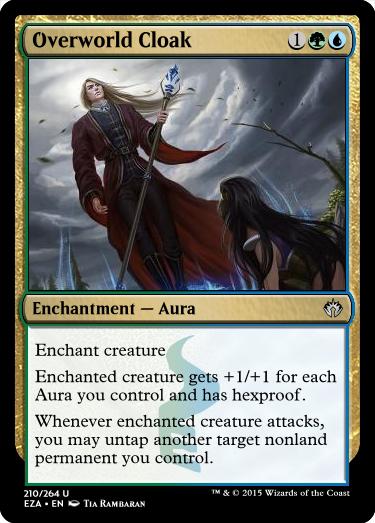 Overworld Cloak 1
Enchantment — Aura
Enchant creature
Enchanted creature gets +1/+1 for each
Aura you control and has hexproof.
Whenever enchanted creature attacks,
you may untap another target nonland
permanent you control.
210/264 U
EZA • EN Tia Rambaran
™ & © 2015 Wizards of the Coast